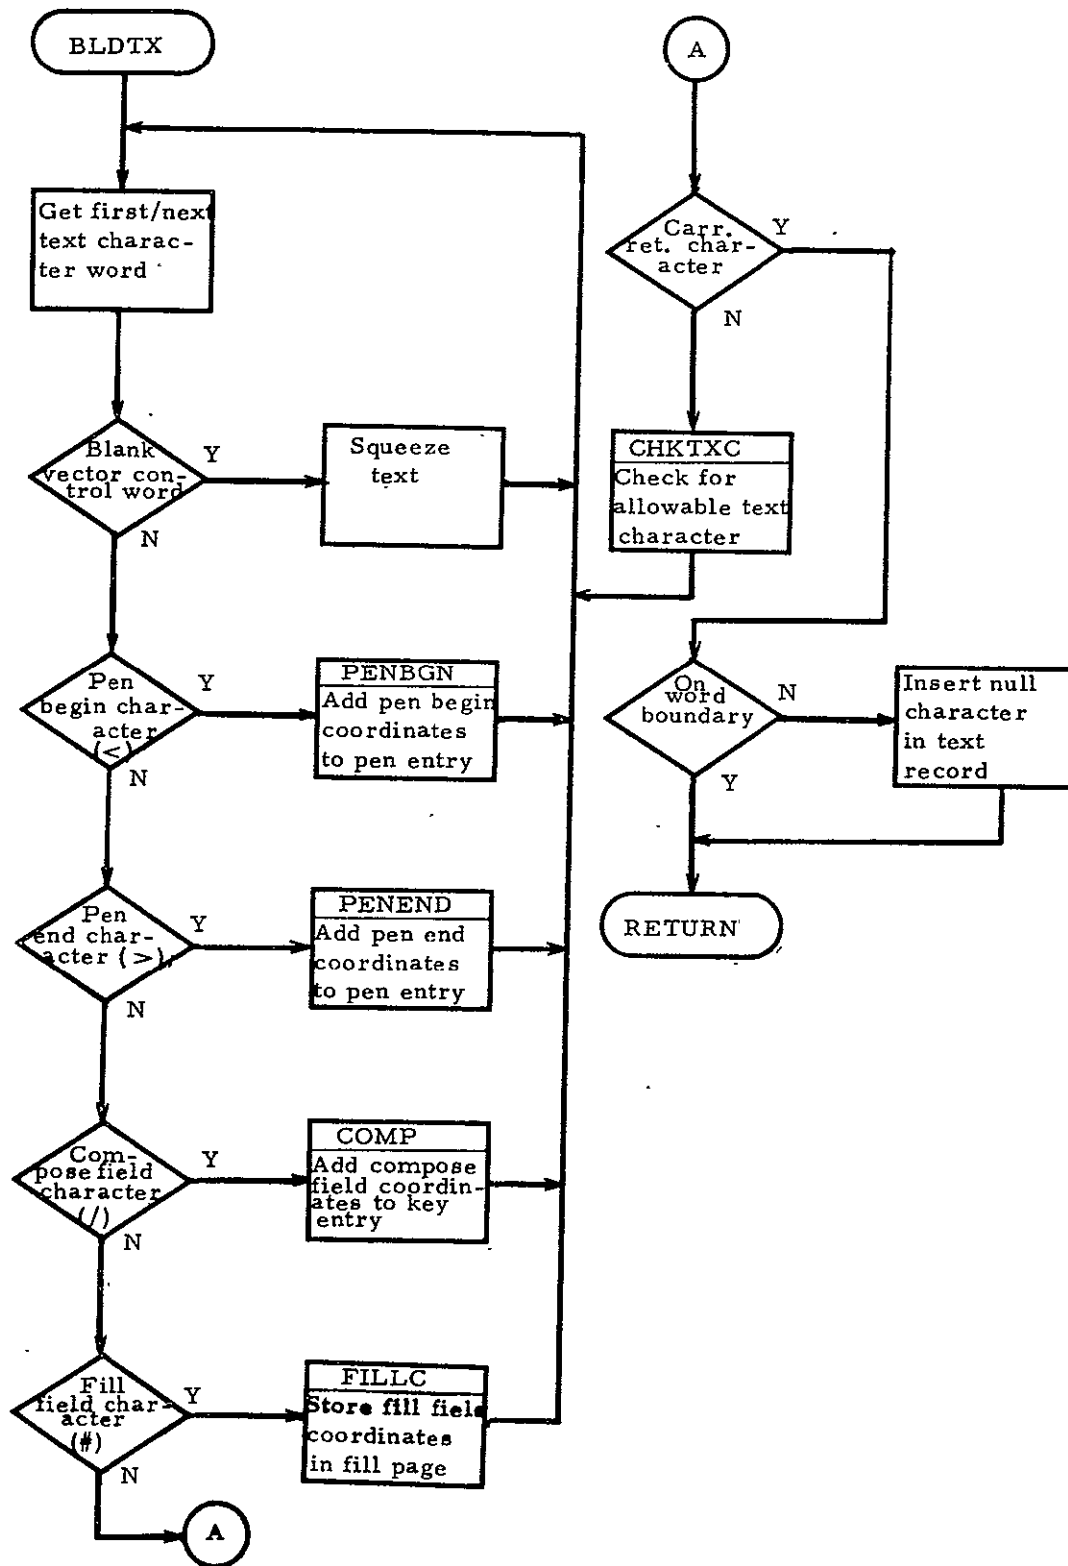 BLDTX
Get first/next
text charac-
ter word
Blank
vector con-
trol word
Y
N
Squeeze
text
Pen
begin char-
acter
(<)
Y
N
PENBGN
Add pen begin
coordinates
to pen entry
Pen
end char-
acter (>)
Y
N
PENEND
Add pen end
coordinates
to pen entry
Com-
pose field
character
(/)
Y
N
COMP
Add compose
field coordin-
ates to key
entry
Fill
field char-
acter
(#)
Y
N
FILLC
Store fill field
coordinates
in fill page
A
A
Carr.
ret. char-
acter
Y
N
CHKTXC
Check for
allowable text
character
On
word
boundary
N
Y
Insert null
character
in text
record
RETURN